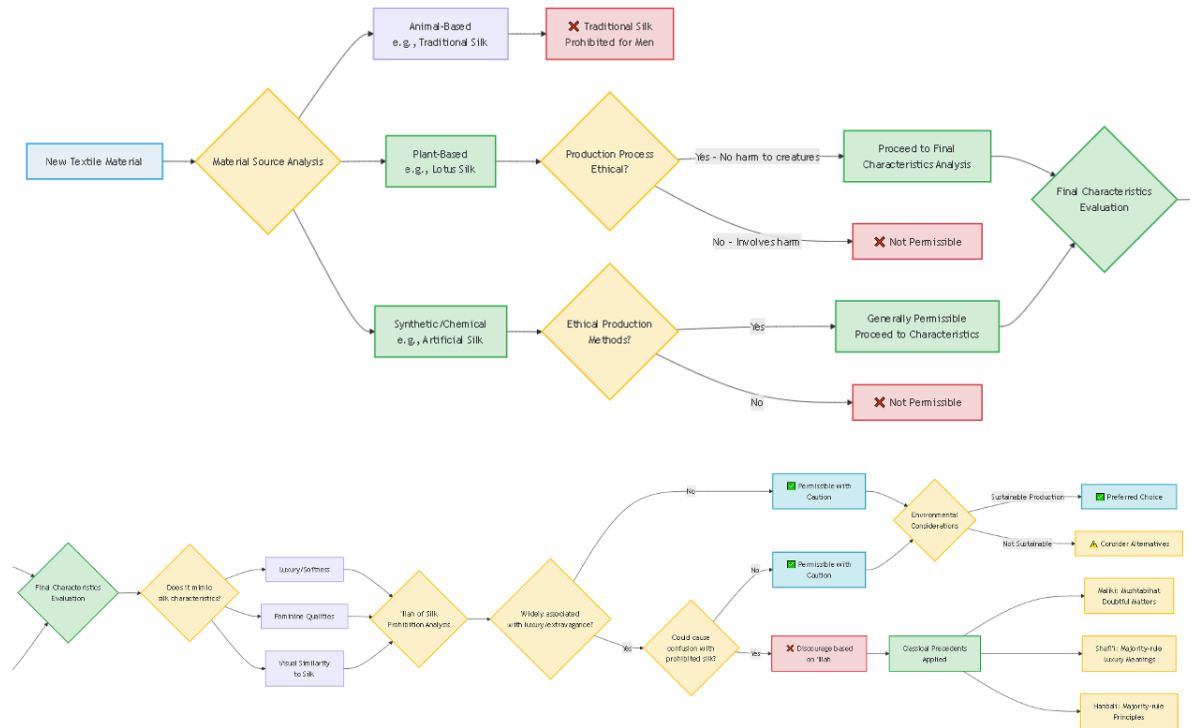 Animal-Based
e.g., Traditional Silk
❌ Traditional Silk
Prohibited for Men
New Textile Material
Material Source Analysis
Plant-Based
e.g., Lotus Silk
Production Process
Ethical?
Yes - No harm to creatures
Proceed to Final
Characteristics Analysis
Final Characteristics
Evaluation
No - Involves harm
❌ Not Permissible
Synthetic/Chemical
e.g., Artificial Silk
Ethical Production
Methods?
Yes
Generally Permissible
Proceed to Characteristics
No
❌ Not Permissible
Final Characteristics
Evaluation
Does it mimic
silk characteristics?
Luxury/Softness
Feminine Qualities
Visual Similarity
to Silk
'Illah of Silk
Prohibition Analysis
Widely associated
with luxury/extravagance?
No
✅ Permissible with
Caution
Yes
Could cause
confusion with
prohibited silk?
No
✅ Permissible with
Caution
Yes
❌ Discourage based
on 'Illah
Environmental
Considerations
Sustainable Production
✅ Preferred Choice
Not Sustainable
⚠ Consider Alternatives
Classical Precedents
Applied
Maliki: Mushtabihat
Doubtful Matters
Shafi'i: Majority-rule
Luxury Meanings
Hanbali: Majority-rule
Principles